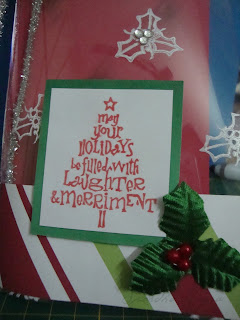 may
your
HOLIDAYS
be filled with
LAUGHTER
& MERRIMENT